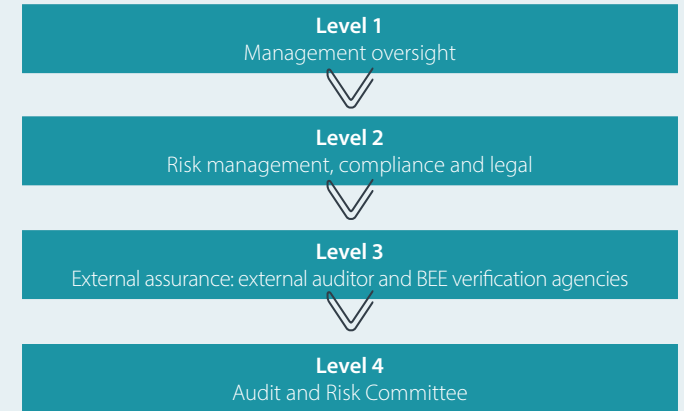 Level 1
Management oversight
Level 2
Risk management, compliance and legal
Level 3
External assurance: external auditor and BEE verification agencies
Level 4
Audit and Risk Committee